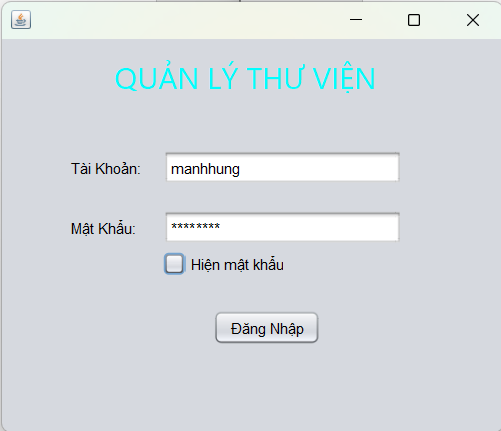 QUẢN LÝ THƯ VIỆN
Tài Khoản: manhhung
Mật Khẩu: ********
Hiện mật khẩu
Đăng Nhập